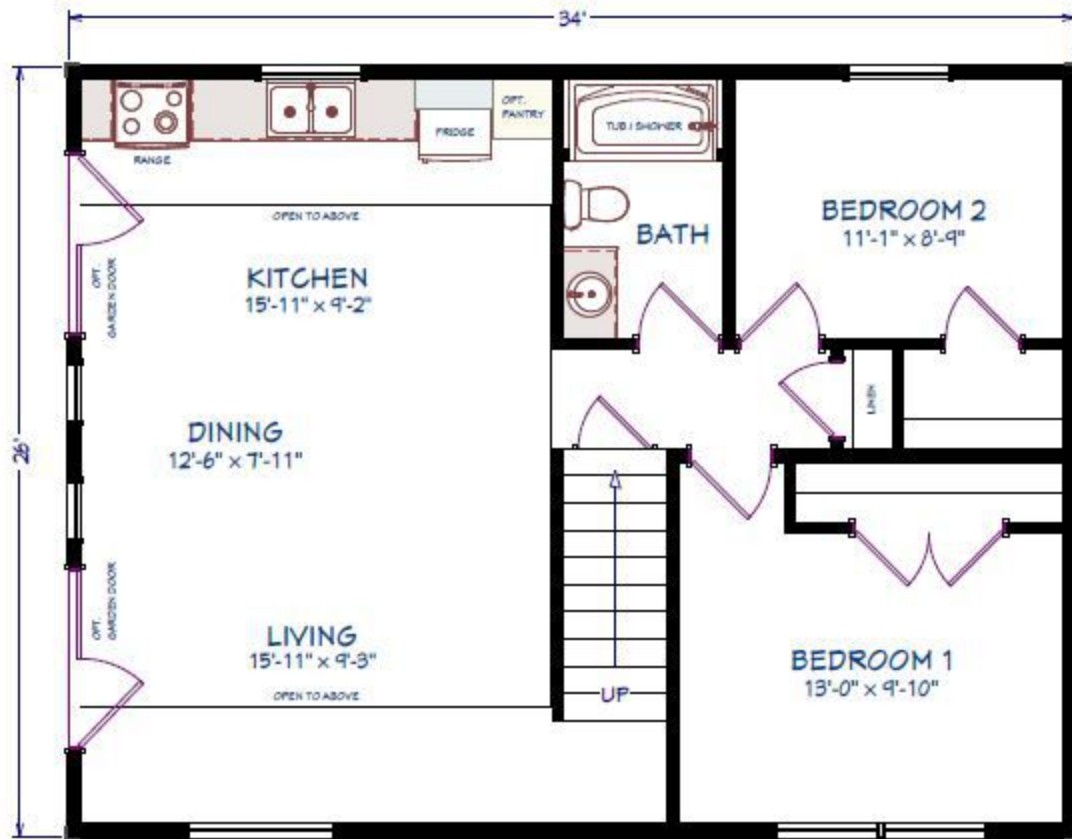 34'
OPT.
PANTRY
TUB / SHOWER
FRIDGE
RANGE
OPEN TO ABOVE
BATH
BEDROOM 2
11'-1" x 8'-9"
KITCHEN
15'-11" x 9'-2"
OPT.
GARDEN DOOR
LINEN
26'
DINING
12'-6" x 7'-11"
OPT.
GARDEN DOOR
LIVING
15'-11" x 9'-3"
OPEN TO ABOVE
UP
BEDROOM 1
13'-0" x 9'-10"